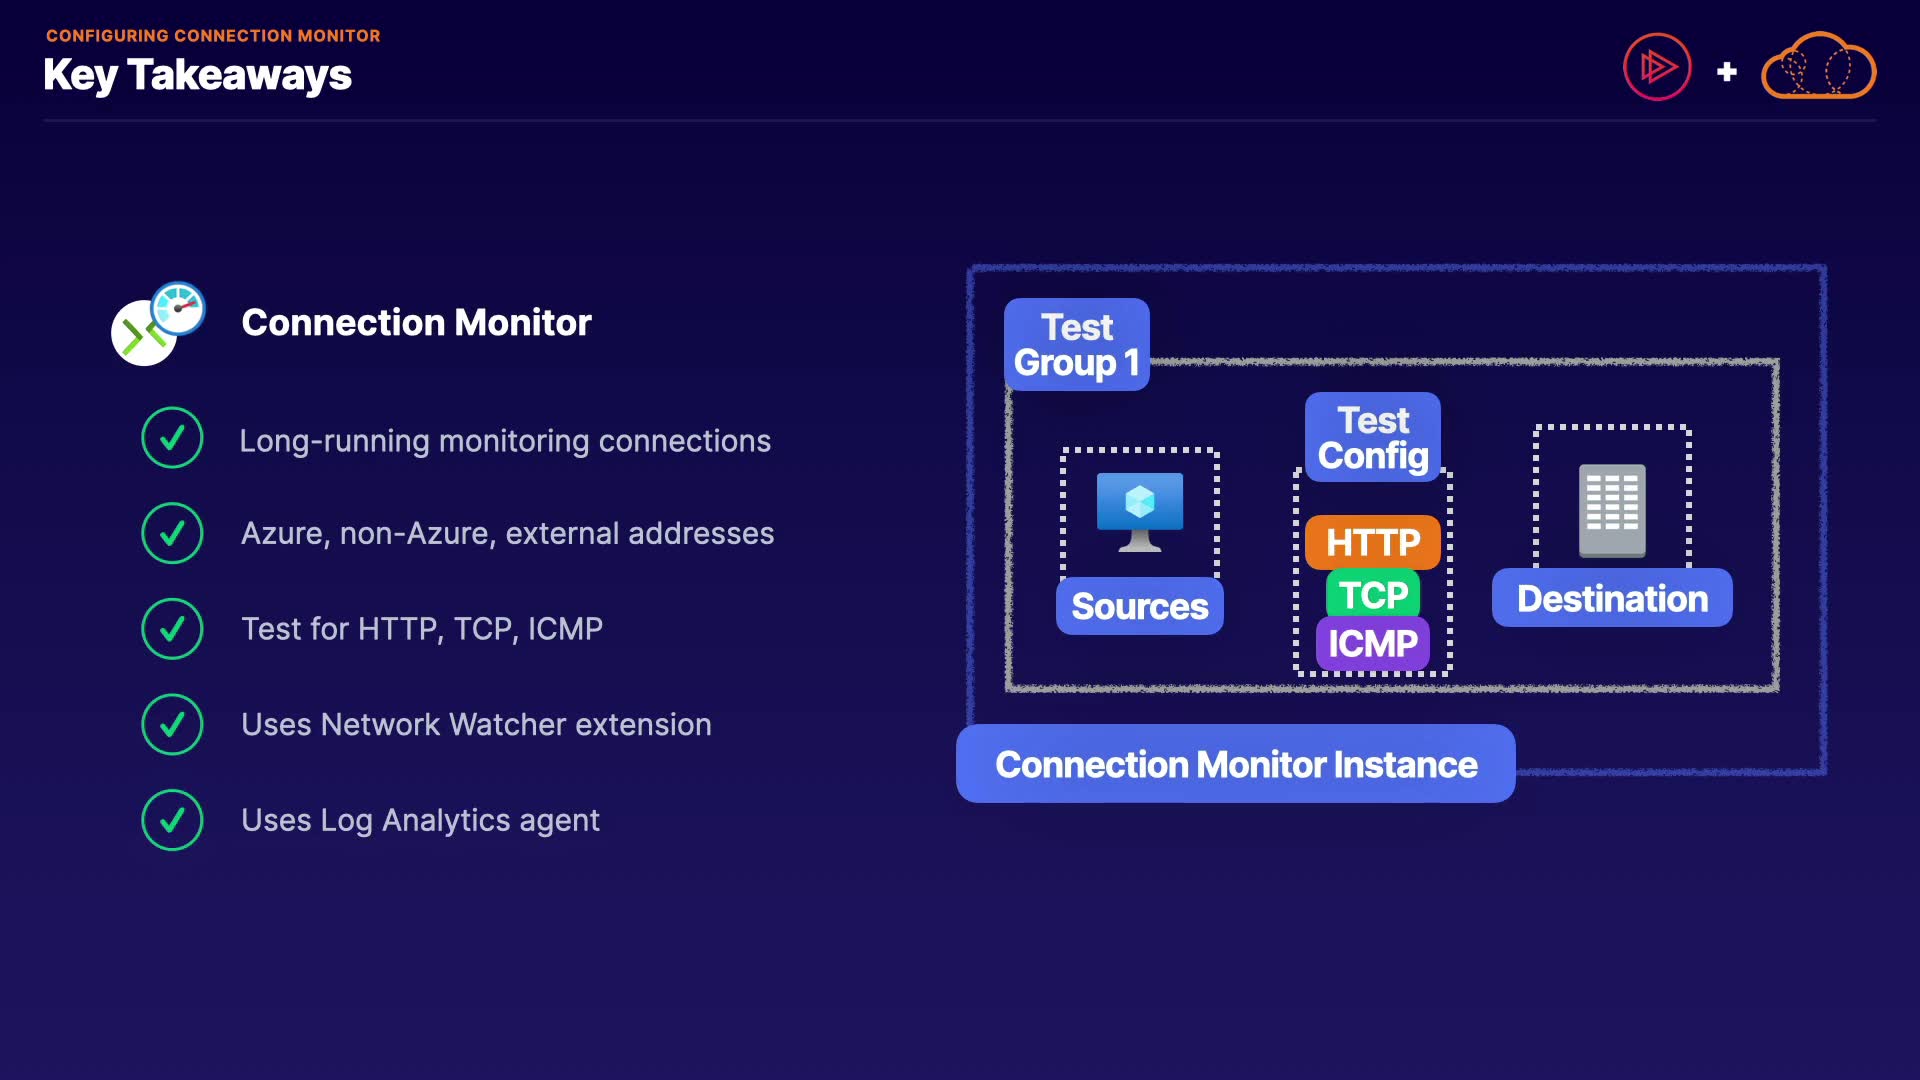 CONFIGURING CONNECTION MONITOR
Key Takeaways
Connection Monitor
Long-running monitoring connections
Azure, non-Azure, external addresses
Test for HTTP, TCP, ICMP
Uses Network Watcher extension
Uses Log Analytics agent
Test
Group 1
Sources
Test
Config
HTTP
TCP
ICMP
Destination
Connection Monitor Instance